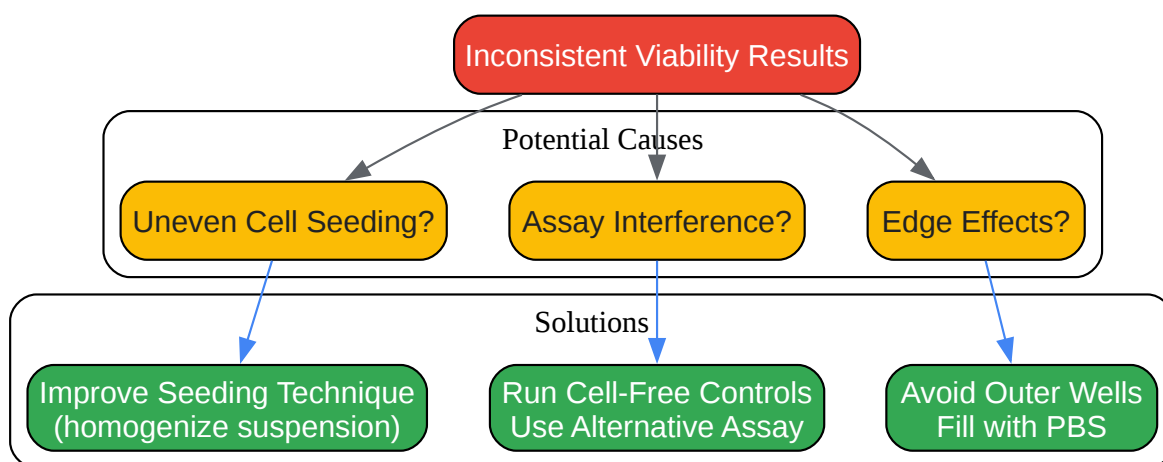 Inconsistent Viability Results
Potential Causes
Uneven Cell Seeding?
Assay Interference?
Edge Effects?
Solutions
Improve Seeding Technique
(homogenize suspension)
Run Cell-Free Controls
Use Alternative Assay
Avoid Outer Wells
Fill with PBS